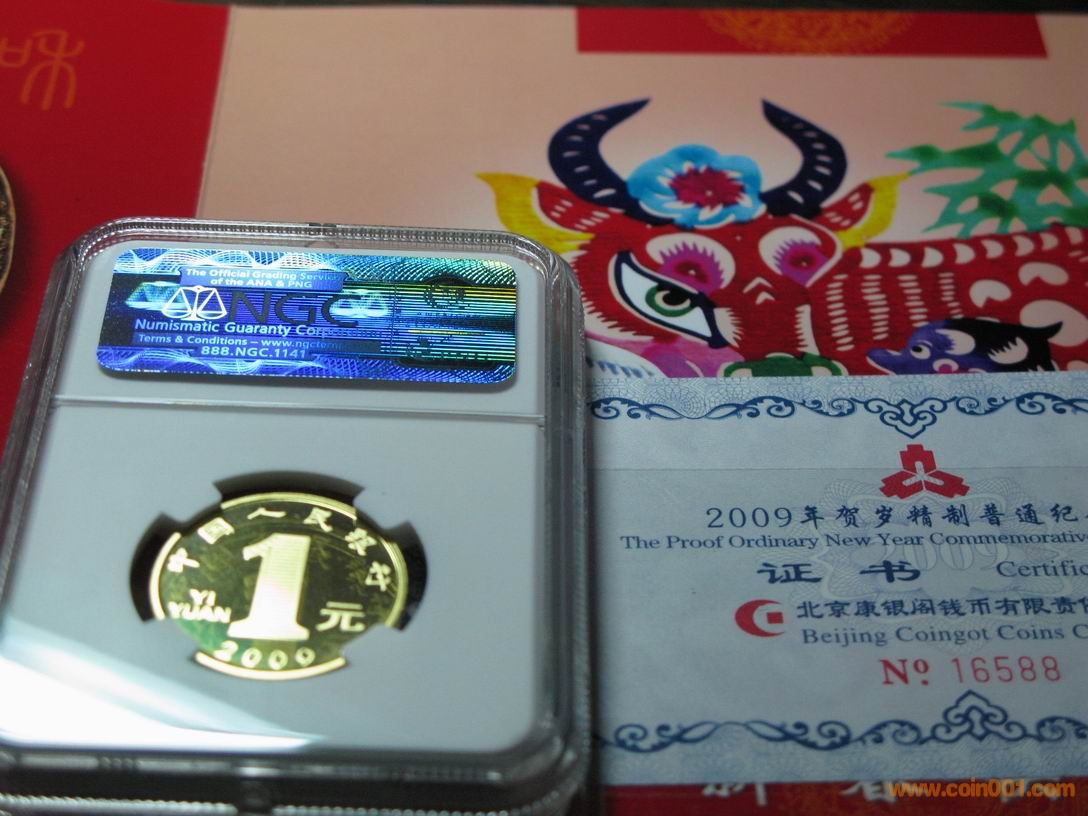 The Official Grading Service
of the ANA & PNG
NGC
Numismatic Guaranty Corp
Terms & Conditions – www.ngc
888.NGC.1141
中国人民银行
1
YI
YUAN
元
2009
2009年贺岁精制普通纪
The Proof Ordinary New Year Commemorative
2009
证书
Certific
北京康银阁钱币有限责
Beijing Coingot Coins C
Nº 16588
www.coin001.com